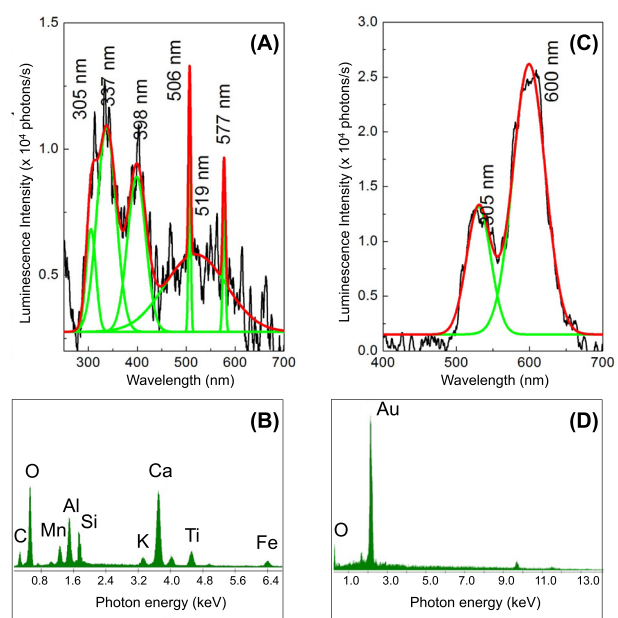 (A)
Luminescence Intensity (x 10⁴ photons/s)
1.5
1.0
0.5
305 nm
337 nm
398 nm
506 nm
519 nm
577 nm
300 400 500 600 700
Wavelength (nm)
(C)
Luminescence Intensity (x 10⁴ photons/s)
3.0
2.5
2.0
1.5
1.0
0.5
0.0
505 nm
600 nm
400 500 600 700
Wavelength (nm)
(B)
C
O
Mn
Al
Si
K
Ca
Ti
Fe
0.8 1.6 2.4 3.2 4.0 4.8 5.6 6.4
Photon energy (keV)
(D)
O
Au
1.0 3.0 5.0 7.0 9.0 11.0 13.0
Photon energy (keV)